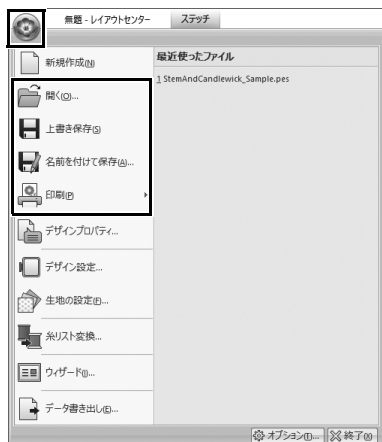 無題 - レイアウトセンター ステッチ
新規作成(N)
開く(O)...
上書き保存(S)
名前を付けて保存(A)...
印刷(P)
デザインプロパティ...
デザイン設定...
生地の設定(F)...
糸リスト変換...
ウィザード(I)...
データ書き出し(E)...
最近使ったファイル
1 StemAndCandlewick_Sample.pes
オプション(T)... 終了(X)